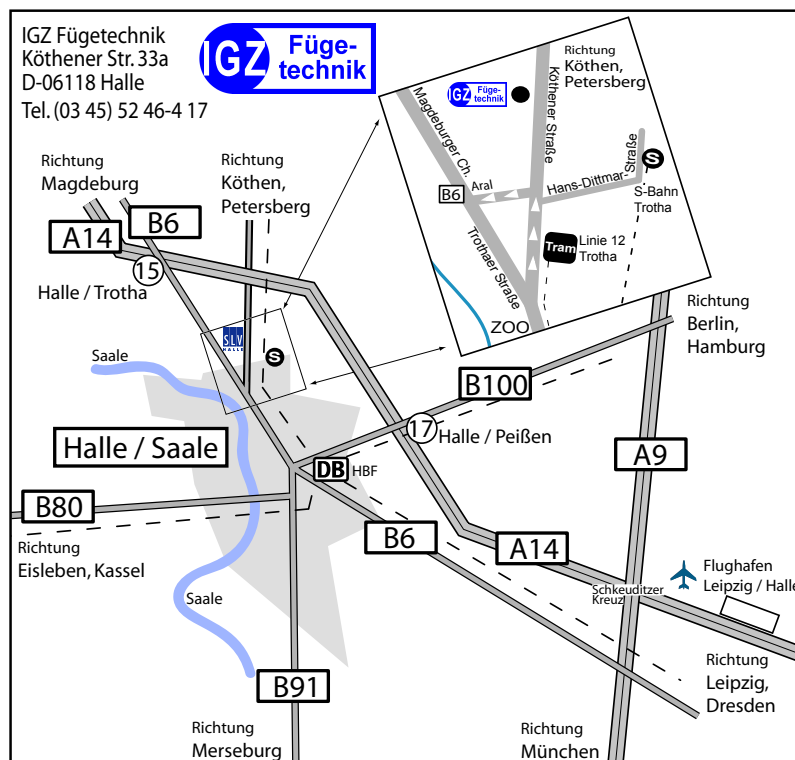 IGZ Fügetechnik
Köthener Str. 33a
D-06118 Halle
Tel. (03 45) 52 46-4 17
IGZ Füge-
technik
Richtung
Köthen,
Petersberg
IGZ Füge-
technik
Magdeburger Ch.
Köthener Straße
Aral
B6
Hans-Dittmar-Straße
S
S-Bahn
Trotha
Trothaer Straße
Tram
Linie 12
Trotha
ZOO
Richtung
Magdeburg
Richtung
Köthen,
Petersberg
A14
B6
15
Halle / Trotha
SLV
HALLE
S
Saale
Richtung
Berlin,
Hamburg
B100
17
Halle / Peißen
A9
Halle / Saale
DB
HBF
B80
Richtung
Eisleben, Kassel
B6
A14
Flughafen
Leipzig / Halle
Schkeuditzer
Kreuz
Saale
B91
Richtung
Leipzig,
Dresden
Richtung
Merseburg
Richtung
München